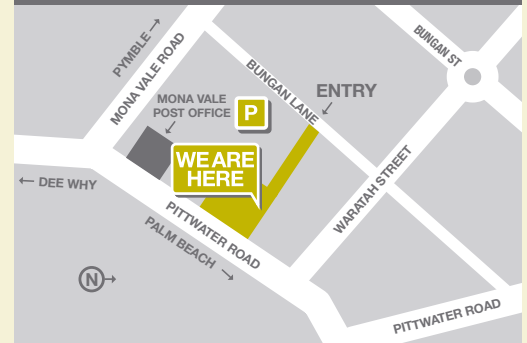 BUNGAN ST
PYMBLE →
MONA VALE ROAD
BUNGAN LANE
ENTRY
MONA VALE
POST OFFICE
P
WE ARE
HERE
WARATAH STREET
← DEE WHY
PITTWATER ROAD
PALM BEACH →
N →
PITTWATER ROAD